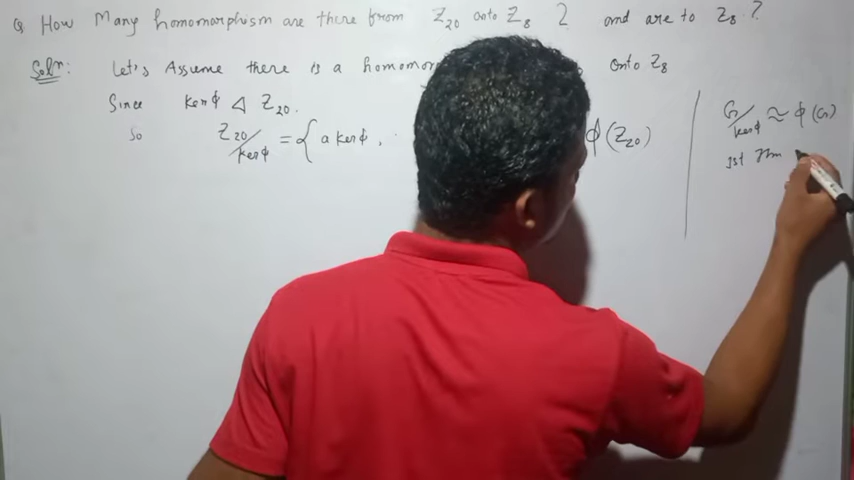 Q How Many homomorphism are there from Z20 onto Z8 ? and are to Z8 ?
Soln: Let's Assume there is a homomor onto Z8
Since Ker ϕ ◁ Z20.
So Z20/Ker ϕ = { a Ker ϕ , ϕ(Z20)
G/Ker ϕ ≈ ϕ(G)
1st Thm